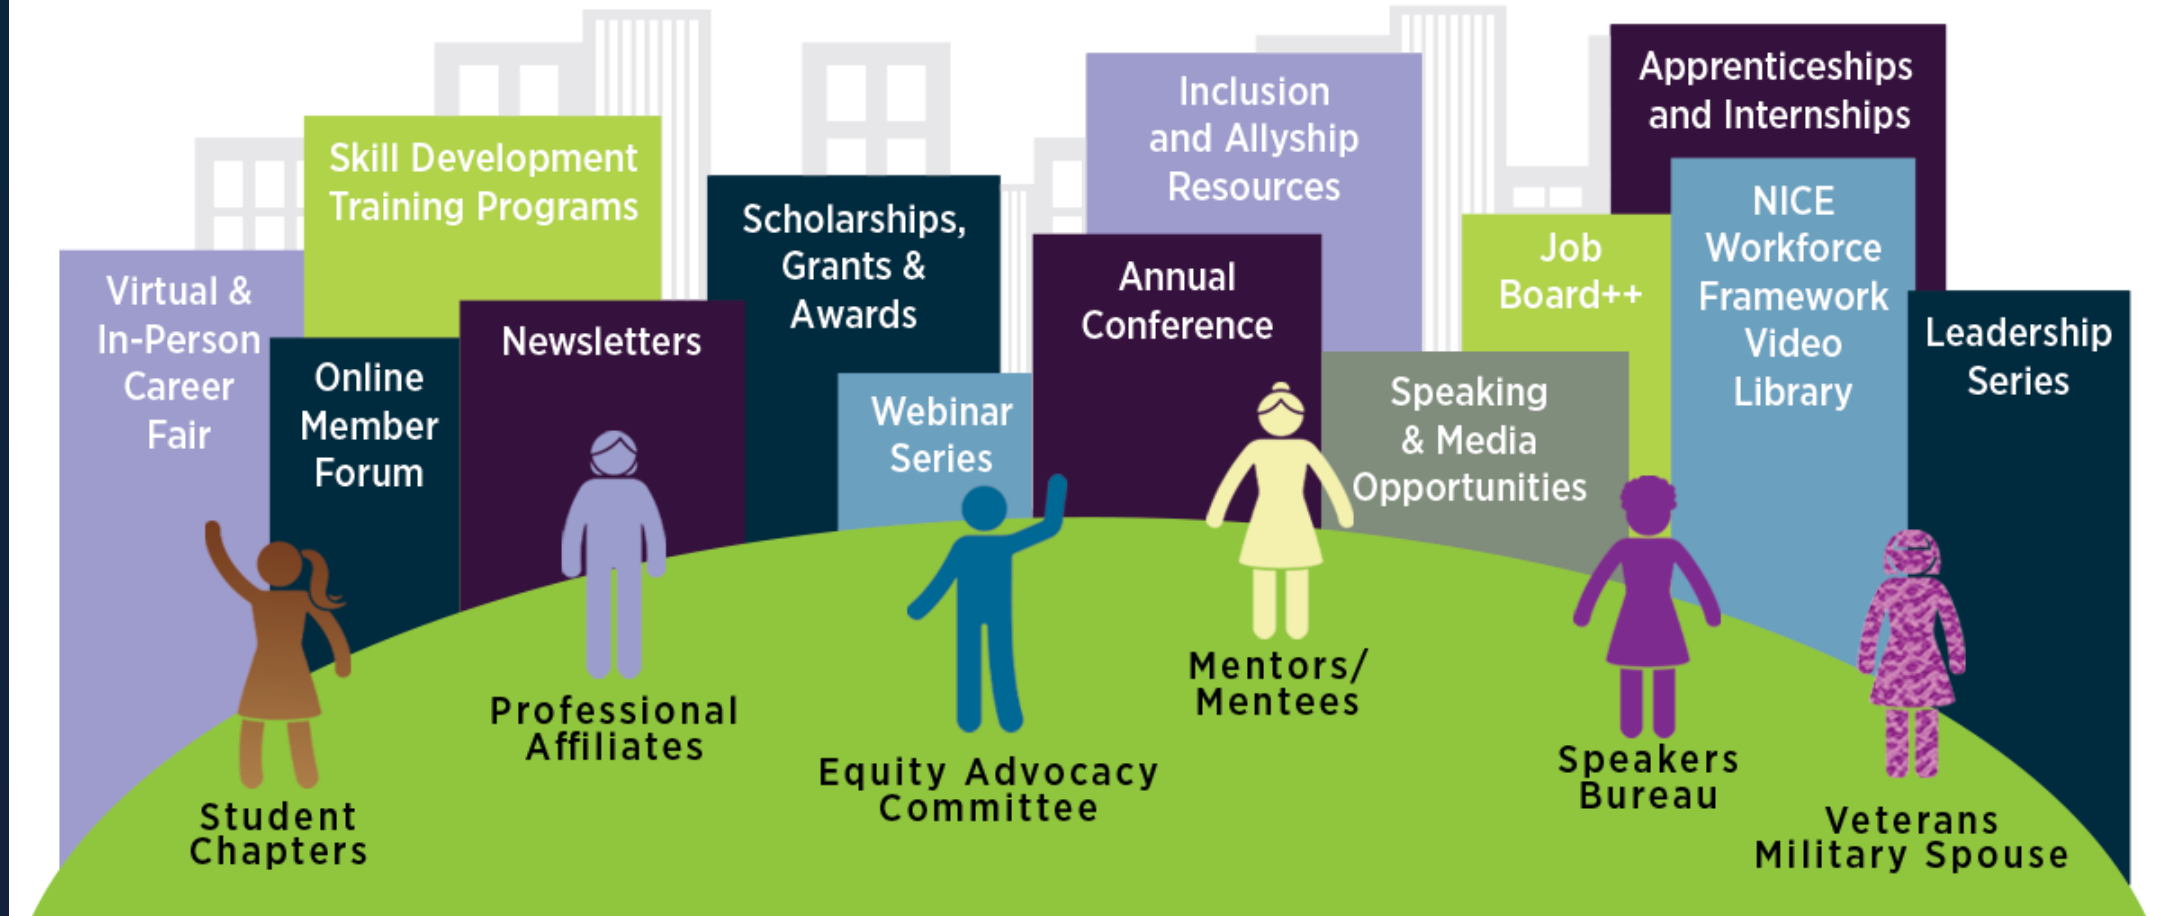 Virtual &
In-Person
Career
Fair
Skill Development
Training Programs
Online
Member
Forum
Newsletters
Scholarships,
Grants &
Awards
Webinar
Series
Annual
Conference
Inclusion
and Allyship
Resources
Speaking
& Media
Opportunities
Job
Board++
Apprenticeships
and Internships
NICE
Workforce
Framework
Video
Library
Leadership
Series
Student
Chapters
Professional
Affiliates
Equity Advocacy
Committee
Mentors/
Mentees
Speakers
Bureau
Veterans
Military Spouse